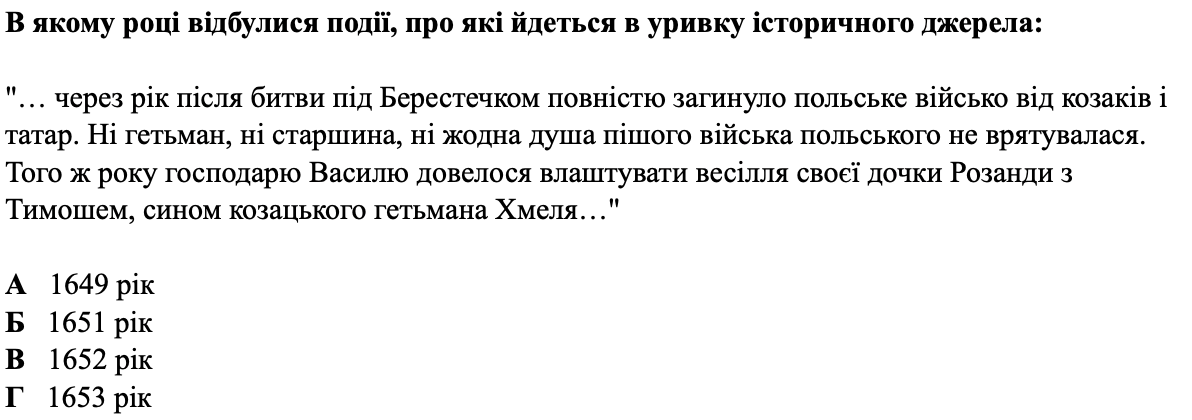 В якому році відбулися події, про які йдеться в уривку історичного джерела:
"… через рік після битви під Берестечком повністю загинуло польське військо від козаків і
татар. Ні гетьман, ні старшина, ні жодна душа пішого війська польського не врятувалася.
Того ж року господарю Василю довелося влаштувати весілля своєї дочки Розанди з
Тимошем, сином козацького гетьмана Хмеля…"
А 1649 рік
Б 1651 рік
В 1652 рік
Г 1653 рік